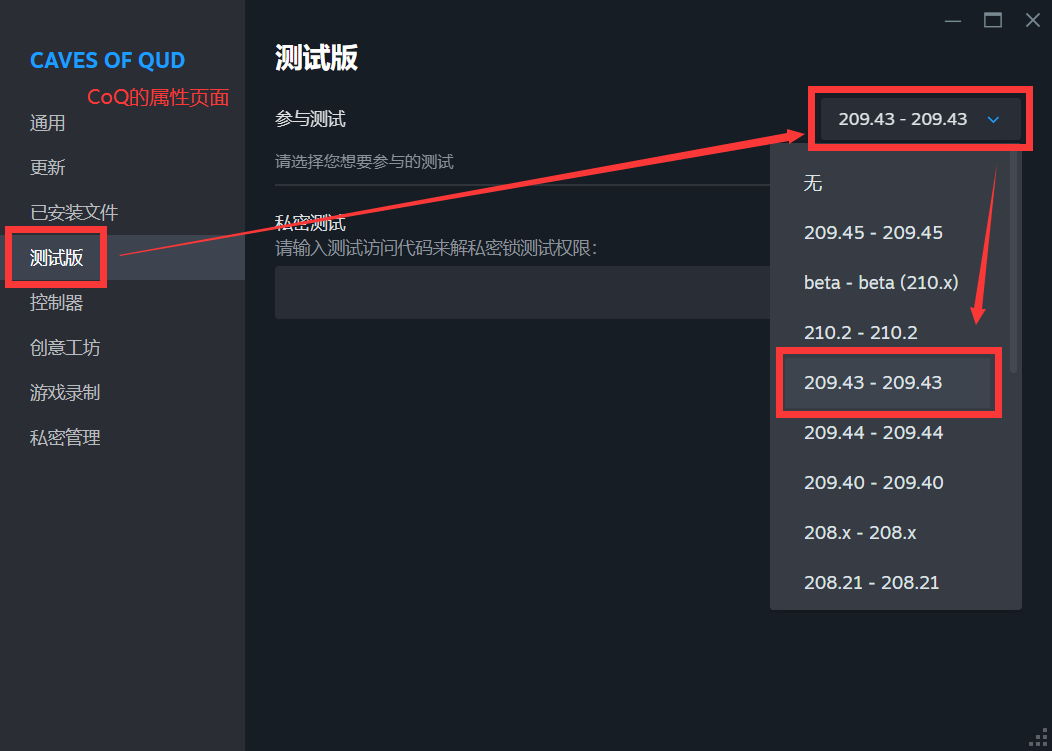 CAVES OF QUD
CoQ的属性页面
通用
更新
已安装文件
测试版
控制器
创意工坊
游戏录制
私密管理
测试版
参与测试
请选择您想要参与的测试
209.43 - 209.43
私密测试
请输入测试访问代码来解私密锁测试权限：
无
209.45 - 209.45
beta - beta (210.x)
210.2 - 210.2
209.43 - 209.43
209.44 - 209.44
209.40 - 209.40
208.x - 208.x
208.21 - 208.21